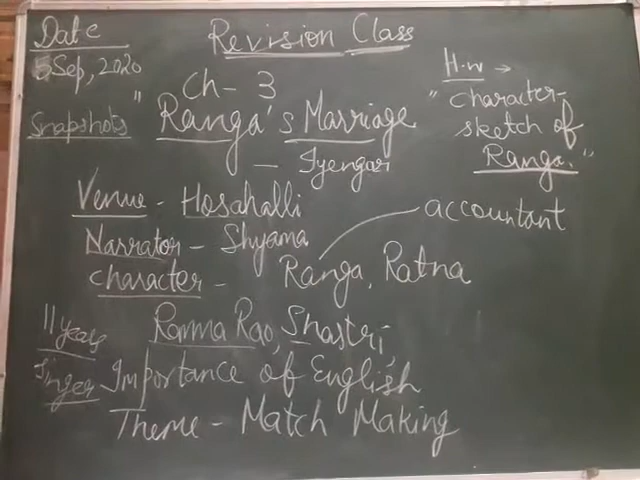 Date
5 Sep, 2020
Snapshots
Revision Class
Ch - 3
"Ranga's Marriage"
- Iyengar
H.W →
"Character-
sketch of
Ranga."
Venue - Hosahalli
Narrator - Shyama
character - Ranga, Ratna
accountant
11 years
Singer
Rama Rao, Shastri,
Importance of English
Theme - Match Making